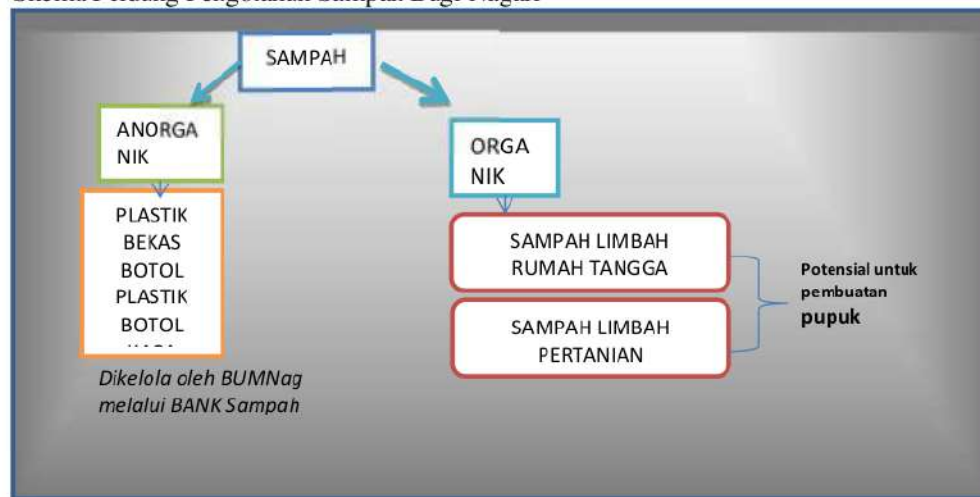 SAMPAH
ANORGA
NIK
ORGA
NIK
PLASTIK
BEKAS
BOTOL
PLASTIK
BOTOL
SAMPAH LIMBAH
RUMAH TANGGA
SAMPAH LIMBAH
PERTANIAN
Potensial untuk
pembuatan
pupuk
Dikelola oleh BUMNag
melalui BANK Sampah